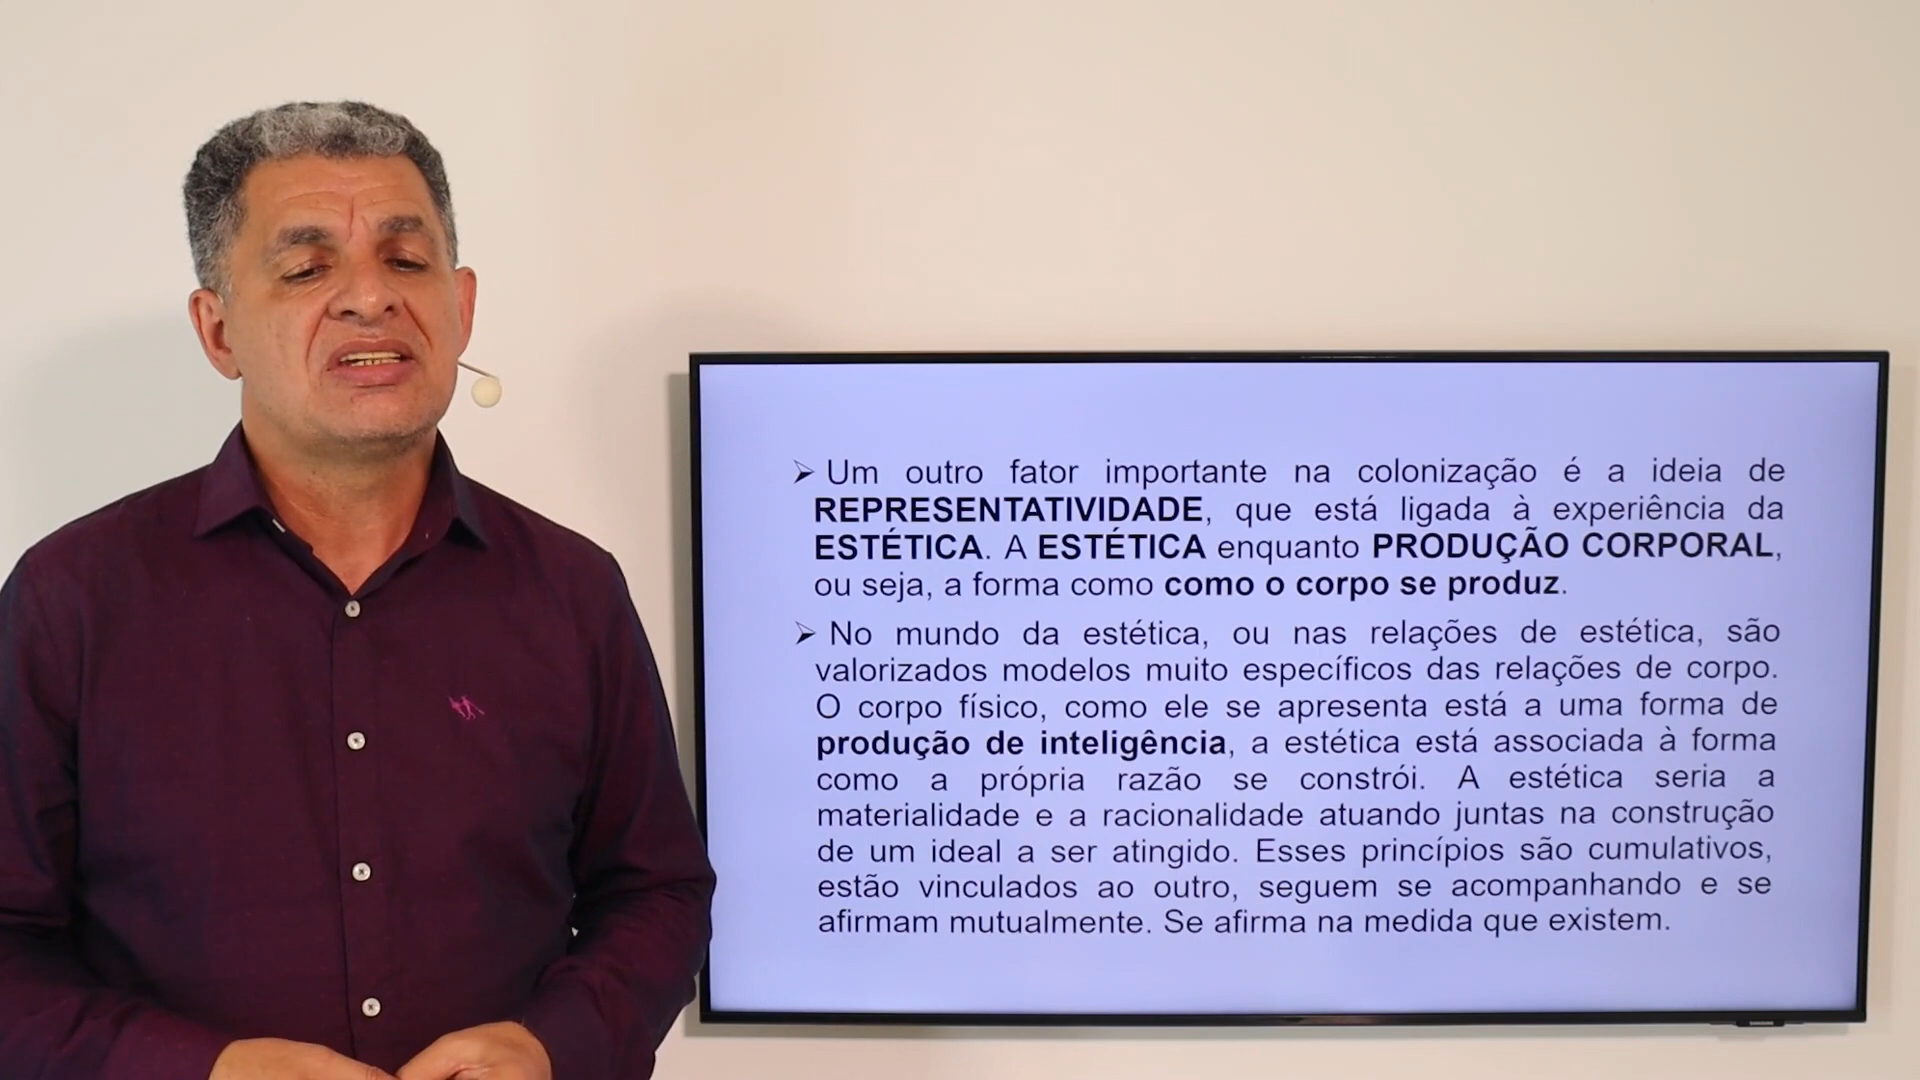 ➢ Um outro fator importante na colonização é a ideia de
REPRESENTATIVIDADE, que está ligada à experiência da
ESTÉTICA. A ESTÉTICA enquanto PRODUÇÃO CORPORAL,
ou seja, a forma como como o corpo se produz.
➢ No mundo da estética, ou nas relações de estética, são
valorizados modelos muito específicos das relações de corpo.
O corpo físico, como ele se apresenta está a uma forma de
produção de inteligência, a estética está associada à forma
como a própria razão se constrói. A estética seria a
materialidade e a racionalidade atuando juntas na construção
de um ideal a ser atingido. Esses princípios são cumulativos,
estão vinculados ao outro, seguem se acompanhando e se
afirmam mutualmente. Se afirma na medida que existem.